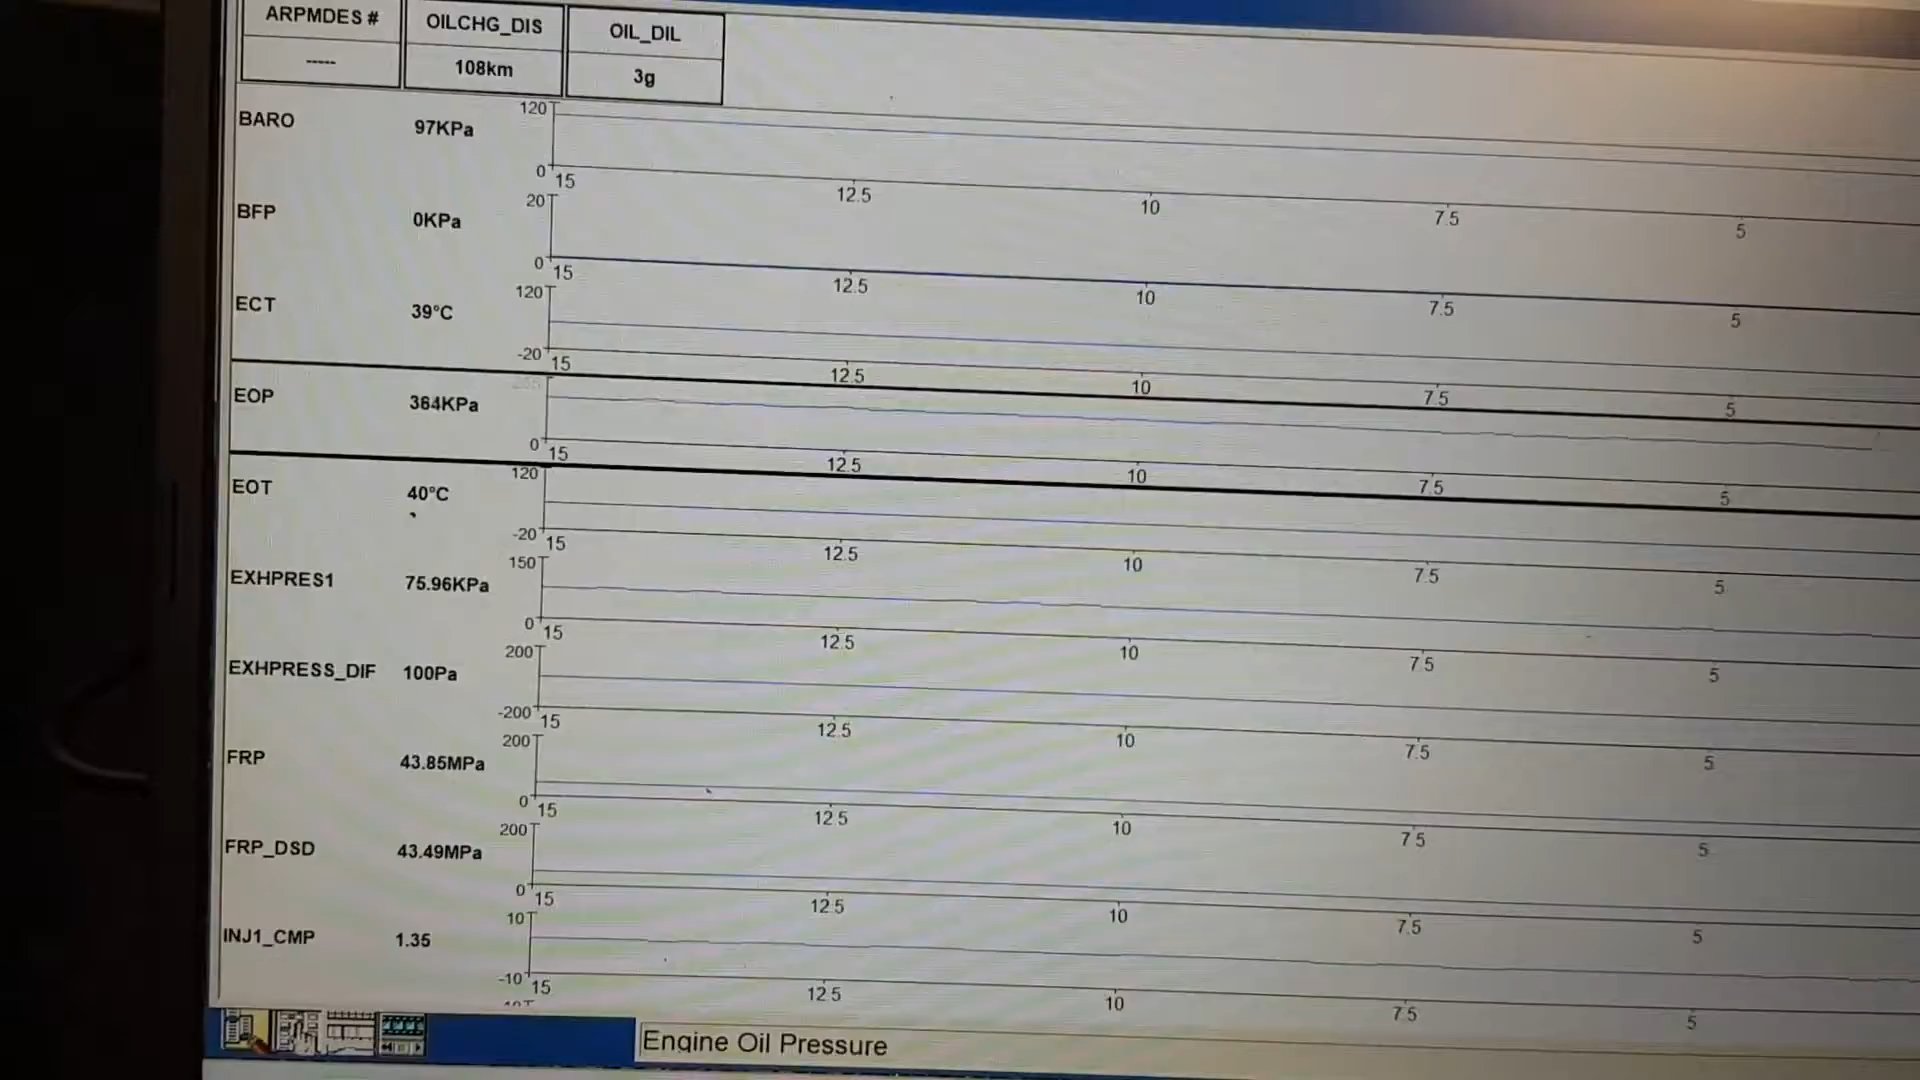 ARPMDES # OILCHG_DIS OIL_DIL
----- 108km 3g
BARO 97KPa 120
0 15 12.5 10 7.5 5
BFP 0KPa 20
0 15 12.5 10 7.5 5
ECT 39°C 120
-20 15 12.5 10 7.5 5
EOP 364KPa
0 15 12.5 10 7.5 5
EOT 40°C 120
-20 15 12.5 10 7.5 5
EXHPRES1 75.96KPa 150
0 15 12.5 10 7.5 5
EXHPRESS_DIF 100Pa 200
-200 15 12.5 10 7.5 5
FRP 43.85MPa 200
0 15 12.5 10 7.5 5
FRP_DSD 43.49MPa 200
0 15 12.5 10 7.5 5
INJ1_CMP 1.35 10
-10 15 12.5 10 7.5 5
Engine Oil Pressure